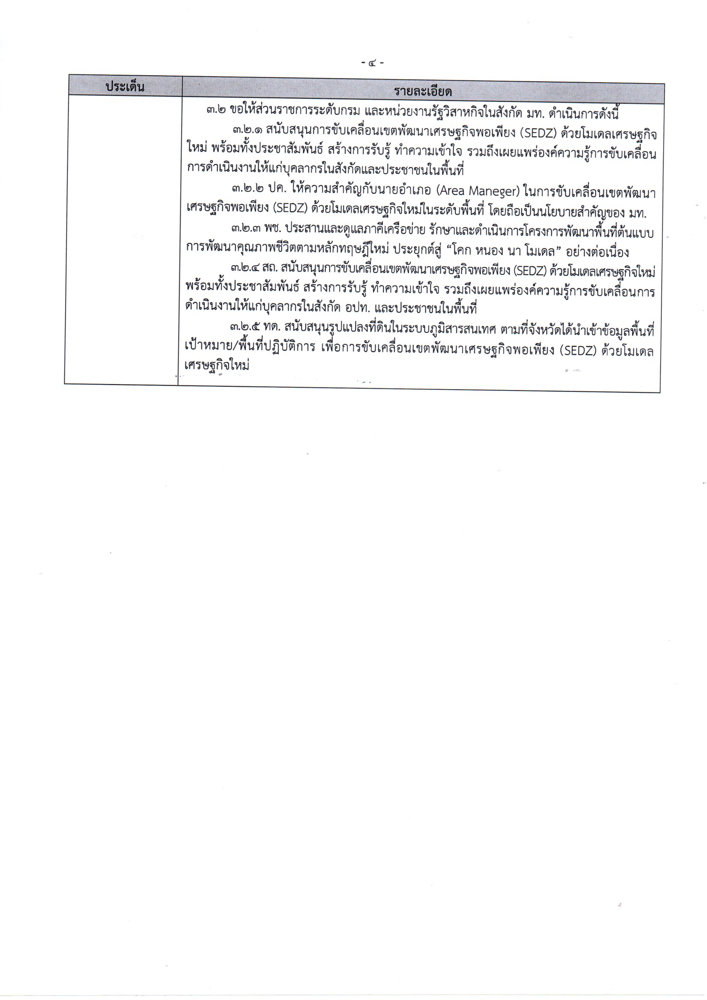 - ๔ -
ประเด็น
รายละเอียด
๓.๒ ขอให้ส่วนราชการระดับกรม และหน่วยงานรัฐวิสาหกิจในสังกัด มท. ดำเนินการดังนี้
๓.๒.๑ สนับสนุนการขับเคลื่อนเขตพัฒนาเศรษฐกิจพอเพียง (SEDZ) ด้วยโมเดลเศรษฐกิจ
ใหม่ พร้อมทั้งประชาสัมพันธ์ สร้างการรับรู้ ทำความเข้าใจ รวมถึงเผยแพร่องค์ความรู้การขับเคลื่อน
การดำเนินงานให้แก่บุคลากรในสังกัดและประชาชนในพื้นที่
๓.๒.๒ ปค. ให้ความสำคัญกับนายอำเภอ (Area Maneger) ในการขับเคลื่อนเขตพัฒนา
เศรษฐกิจพอเพียง (SEDZ) ด้วยโมเดลเศรษฐกิจใหม่ในระดับพื้นที่ โดยถือเป็นนโยบายสำคัญของ มท.
๓.๒.๓ พช. ประสานและดูแลภาคีเครือข่าย รักษาและดำเนินการโครงการพัฒนาพื้นที่ต้นแบบ
การพัฒนาคุณภาพชีวิตตามหลักทฤษฎีใหม่ ประยุกต์สู่ “โคก หนอง นา โมเดล” อย่างต่อเนื่อง
๓.๒.๔ สถ. สนับสนุนการขับเคลื่อนเขตพัฒนาเศรษฐกิจพอเพียง (SEDZ) ด้วยโมเดลเศรษฐกิจใหม่
พร้อมทั้งประชาสัมพันธ์ สร้างการรับรู้ ทำความเข้าใจ รวมถึงเผยแพร่องค์ความรู้การขับเคลื่อนการ
ดำเนินงานให้แก่บุคลากรในสังกัด อปท. และประชาชนในพื้นที่
๓.๒.๕ ทด. สนับสนุนรูปแปลงที่ดินในระบบภูมิสารสนเทศ ตามที่จังหวัดได้นำเข้าข้อมูลพื้นที่
เป้าหมาย/พื้นที่ปฏิบัติการ เพื่อการขับเคลื่อนเขตพัฒนาเศรษฐกิจพอเพียง (SEDZ) ด้วยโมเดล
เศรษฐกิจใหม่